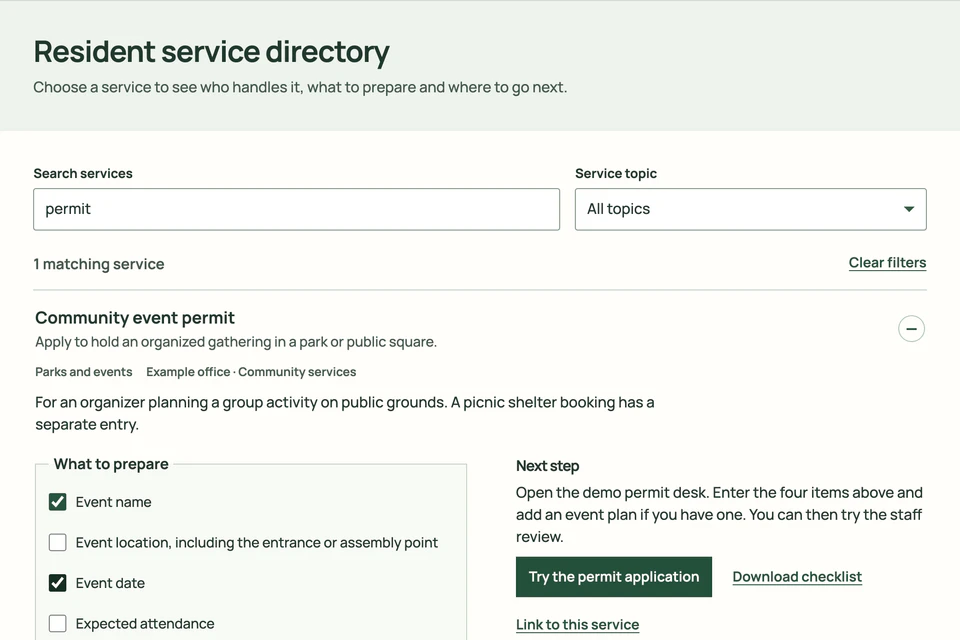 Resident service directory
Choose a service to see who handles it, what to prepare and where to go next.
Search services
Service topic
permit
All topics
1 matching service
Clear filters
Community event permit
Apply to hold an organized gathering in a park or public square.
Parks and events Example office · Community services
For an organizer planning a group activity on public grounds. A picnic shelter booking has a
separate entry.
What to prepare
Event name
Event location, including the entrance or assembly point
Event date
Expected attendance
Next step
Open the demo permit desk. Enter the four items above and
add an event plan if you have one. You can then try the staff
review.
Try the permit application
Download checklist
Link to this service